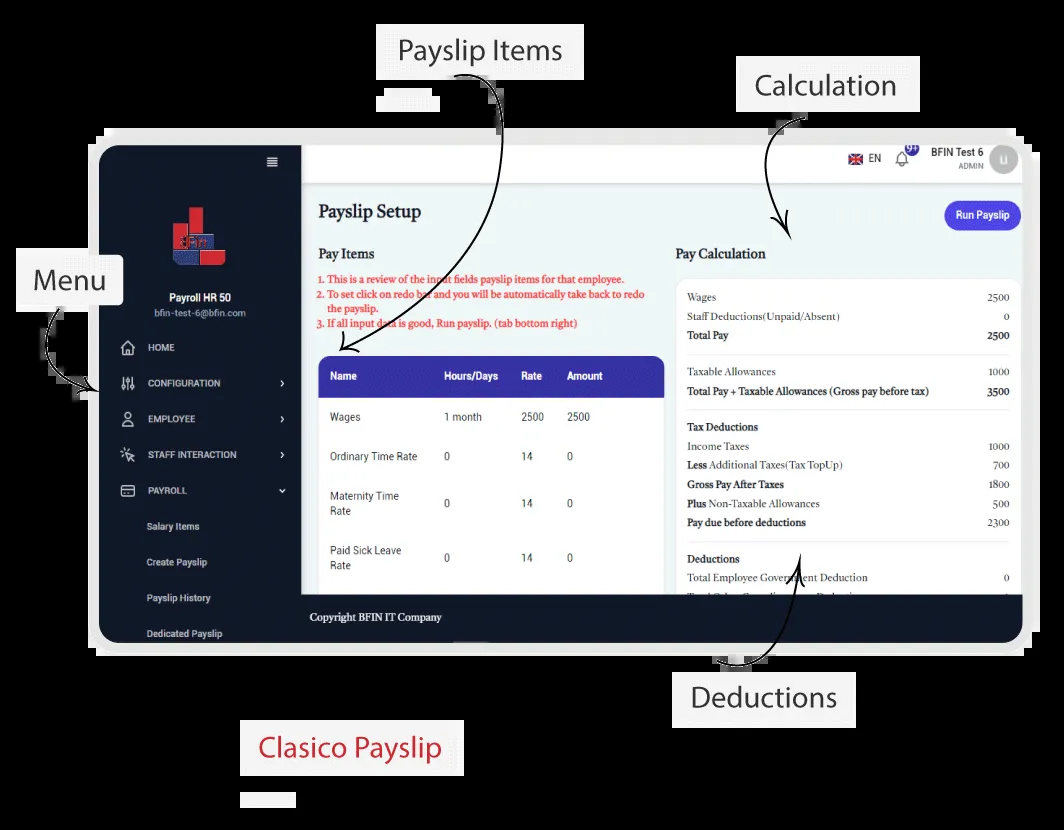 Payslip Items
Calculation
Menu
EN
9+
BFIN Test 6
ADMIN
u
Payslip Setup
Run Payslip
Pay Items
1. This is a review of the input fields payslip items for that employee.
2. To set click on redo bar and you will be automatically take back to redo
the payslip.
3. If all input data is good, Run payslip. (tab bottom right)
Name Hours/Days Rate Amount
Wages 1 month 2500 2500
Ordinary Time Rate 0 14 0
Maternity Time
Rate 0 14 0
Paid Sick Leave
Rate 0 14 0
Pay Calculation
Wages 2500
Staff Deductions(Unpaid/Absent) 0
Total Pay 2500
Taxable Allowances 1000
Total Pay + Taxable Allowances (Gross pay before tax) 3500
Tax Deductions
Income Taxes 1000
Less Additional Taxes(Tax TopUp) 700
Gross Pay After Taxes 1800
Plus Non-Taxable Allowances 500
Pay due before deductions 2300
Deductions
Total Employee Government Deduction 0
Payroll HR 50
bfin-test-6@bfin.com
HOME
CONFIGURATION
EMPLOYEE
STAFF INTERACTION
PAYROLL
Salary Items
Create Payslip
Payslip History
Dedicated Payslip
Copyright BFIN IT Company
Deductions
Clasico Payslip